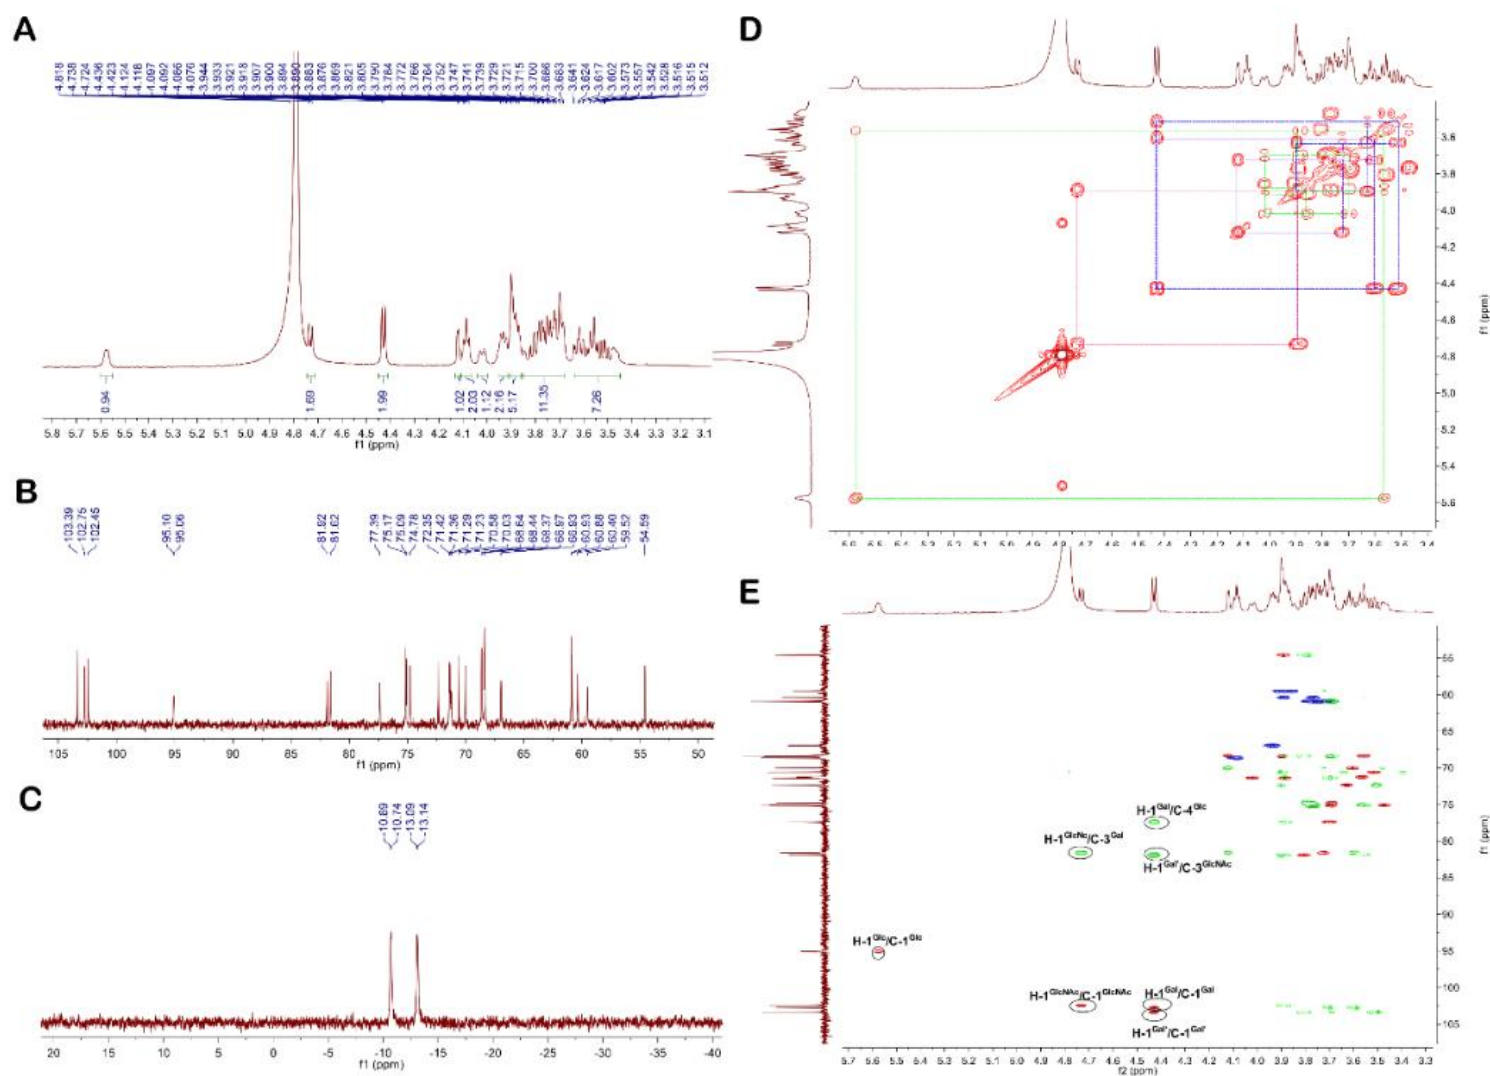 A
4.818 4.738 4.724 4.436 4.423 4.124 4.118 4.097 4.092 4.086 4.076 3.944 3.933 3.921 3.918 3.907 3.900 3.894 3.890 3.883 3.876 3.869 3.821 3.805 3.790 3.784 3.772 3.766 3.764 3.752 3.747 3.741 3.739 3.729 3.721 3.715 3.700 3.686 3.683 3.641 3.624 3.617 3.602 3.573 3.557 3.542 3.528 3.516 3.515 3.512
0.94 1.69 1.99 1.02 2.03 1.12 2.16 5.17 11.35 7.26
5.8 5.6 5.5 5.4 5.3 5.2 5.1 5.0 4.9 4.8 4.7 4.6 4.5 4.4 4.3 4.2 4.1 4.0 3.9 3.8 3.7 3.6 3.5 3.4 3.3 3.2 3.1
f1 (ppm)
B
103.39 102.75 102.45 95.10 95.06 81.92 81.62 77.39 75.17 75.09 74.78 72.35 71.42 71.36 71.29 71.23 70.58 70.03 68.64 68.44 68.37 66.97 66.93 60.93 60.88 60.40 59.52 54.59
105 100 95 90 85 80 75 70 65 60 55 50
f1 (ppm)
C
-10.69 -10.74 -13.09 -13.14
20 15 10 5 0 -5 -10 -15 -20 -25 -30 -35 -40
f1 (ppm)
D
3.6
3.8
4.0
4.2
4.4
4.6
4.8
5.0
5.2
5.4
5.6
f1 (ppm)
E
H-1Gal/C-4Glc
H-1GlcNc/C-3Gal
H-1Gal'/C-3GlcNAc
H-1Glc/C-1Glc
H-1GlcNAc/C-1GlcNAc
H-1Gal/C-1Gal
H-1Gal'/C-1Gal'
55
60
65
70
75
80
85
90
95
100
105
f1 (ppm)
5.7 5.6 5.5 5.4 5.3 5.2 5.1 5.0 4.9 4.8 4.7 4.6 4.5 4.4 4.3 4.2 4.1 4.0 3.9 3.8 3.7 3.6 3.5 3.4 3.3
f2 (ppm)